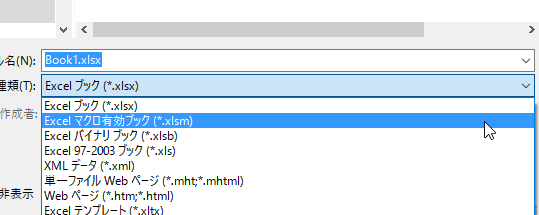 ル名(N):
Book1.xlsx
種類(T):
Excel ブック (*.xlsx)
Excel ブック (*.xlsx)
作成者:
Excel マクロ有効ブック (*.xlsm)
Excel バイナリ ブック (*.xlsb)
Excel 97-2003 ブック (*.xls)
XML データ (*.xml)
単一ファイル Web ページ (*.mht;*.mhtml)
非表示
Web ページ (*.htm;*.html)
Excel テンプレート (*.xltx)